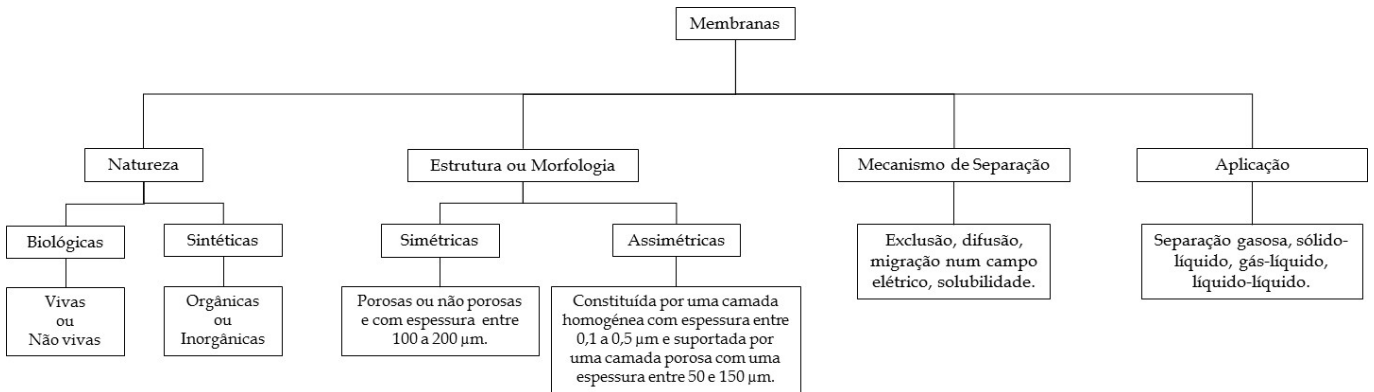 Membranas
Natureza
Estrutura ou Morfologia
Mecanismo de Separação
Aplicação
Biológicas
Sintéticas
Simétricas
Assimétricas
Exclusão, difusão,
migração num campo
elétrico, solubilidade.
Separação gasosa, sólido-
líquido, gás-líquido,
líquido-líquido.
Vivas
ou
Não vivas
Orgânicas
ou
Inorgânicas
Porosas ou não porosas
e com espessura entre
100 a 200 µm.
Constituída por uma camada
homogénea com espessura entre
0,1 a 0,5 µm e suportada por
uma camada porosa com uma
espessura entre 50 e 150 µm.